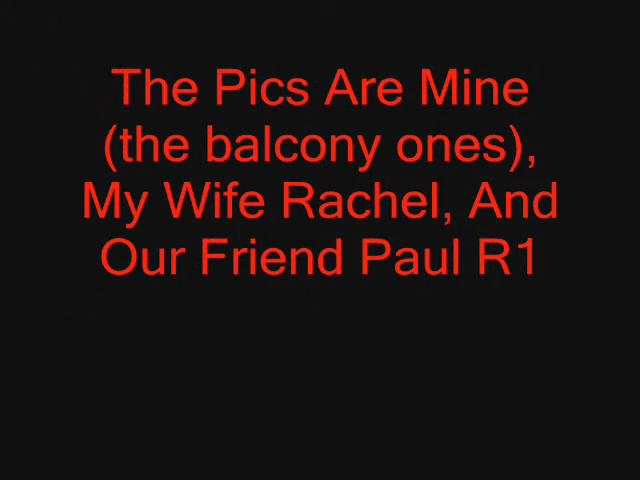 The Pics Are Mine
(the balcony ones),
My Wife Rachel, And
Our Friend Paul R1